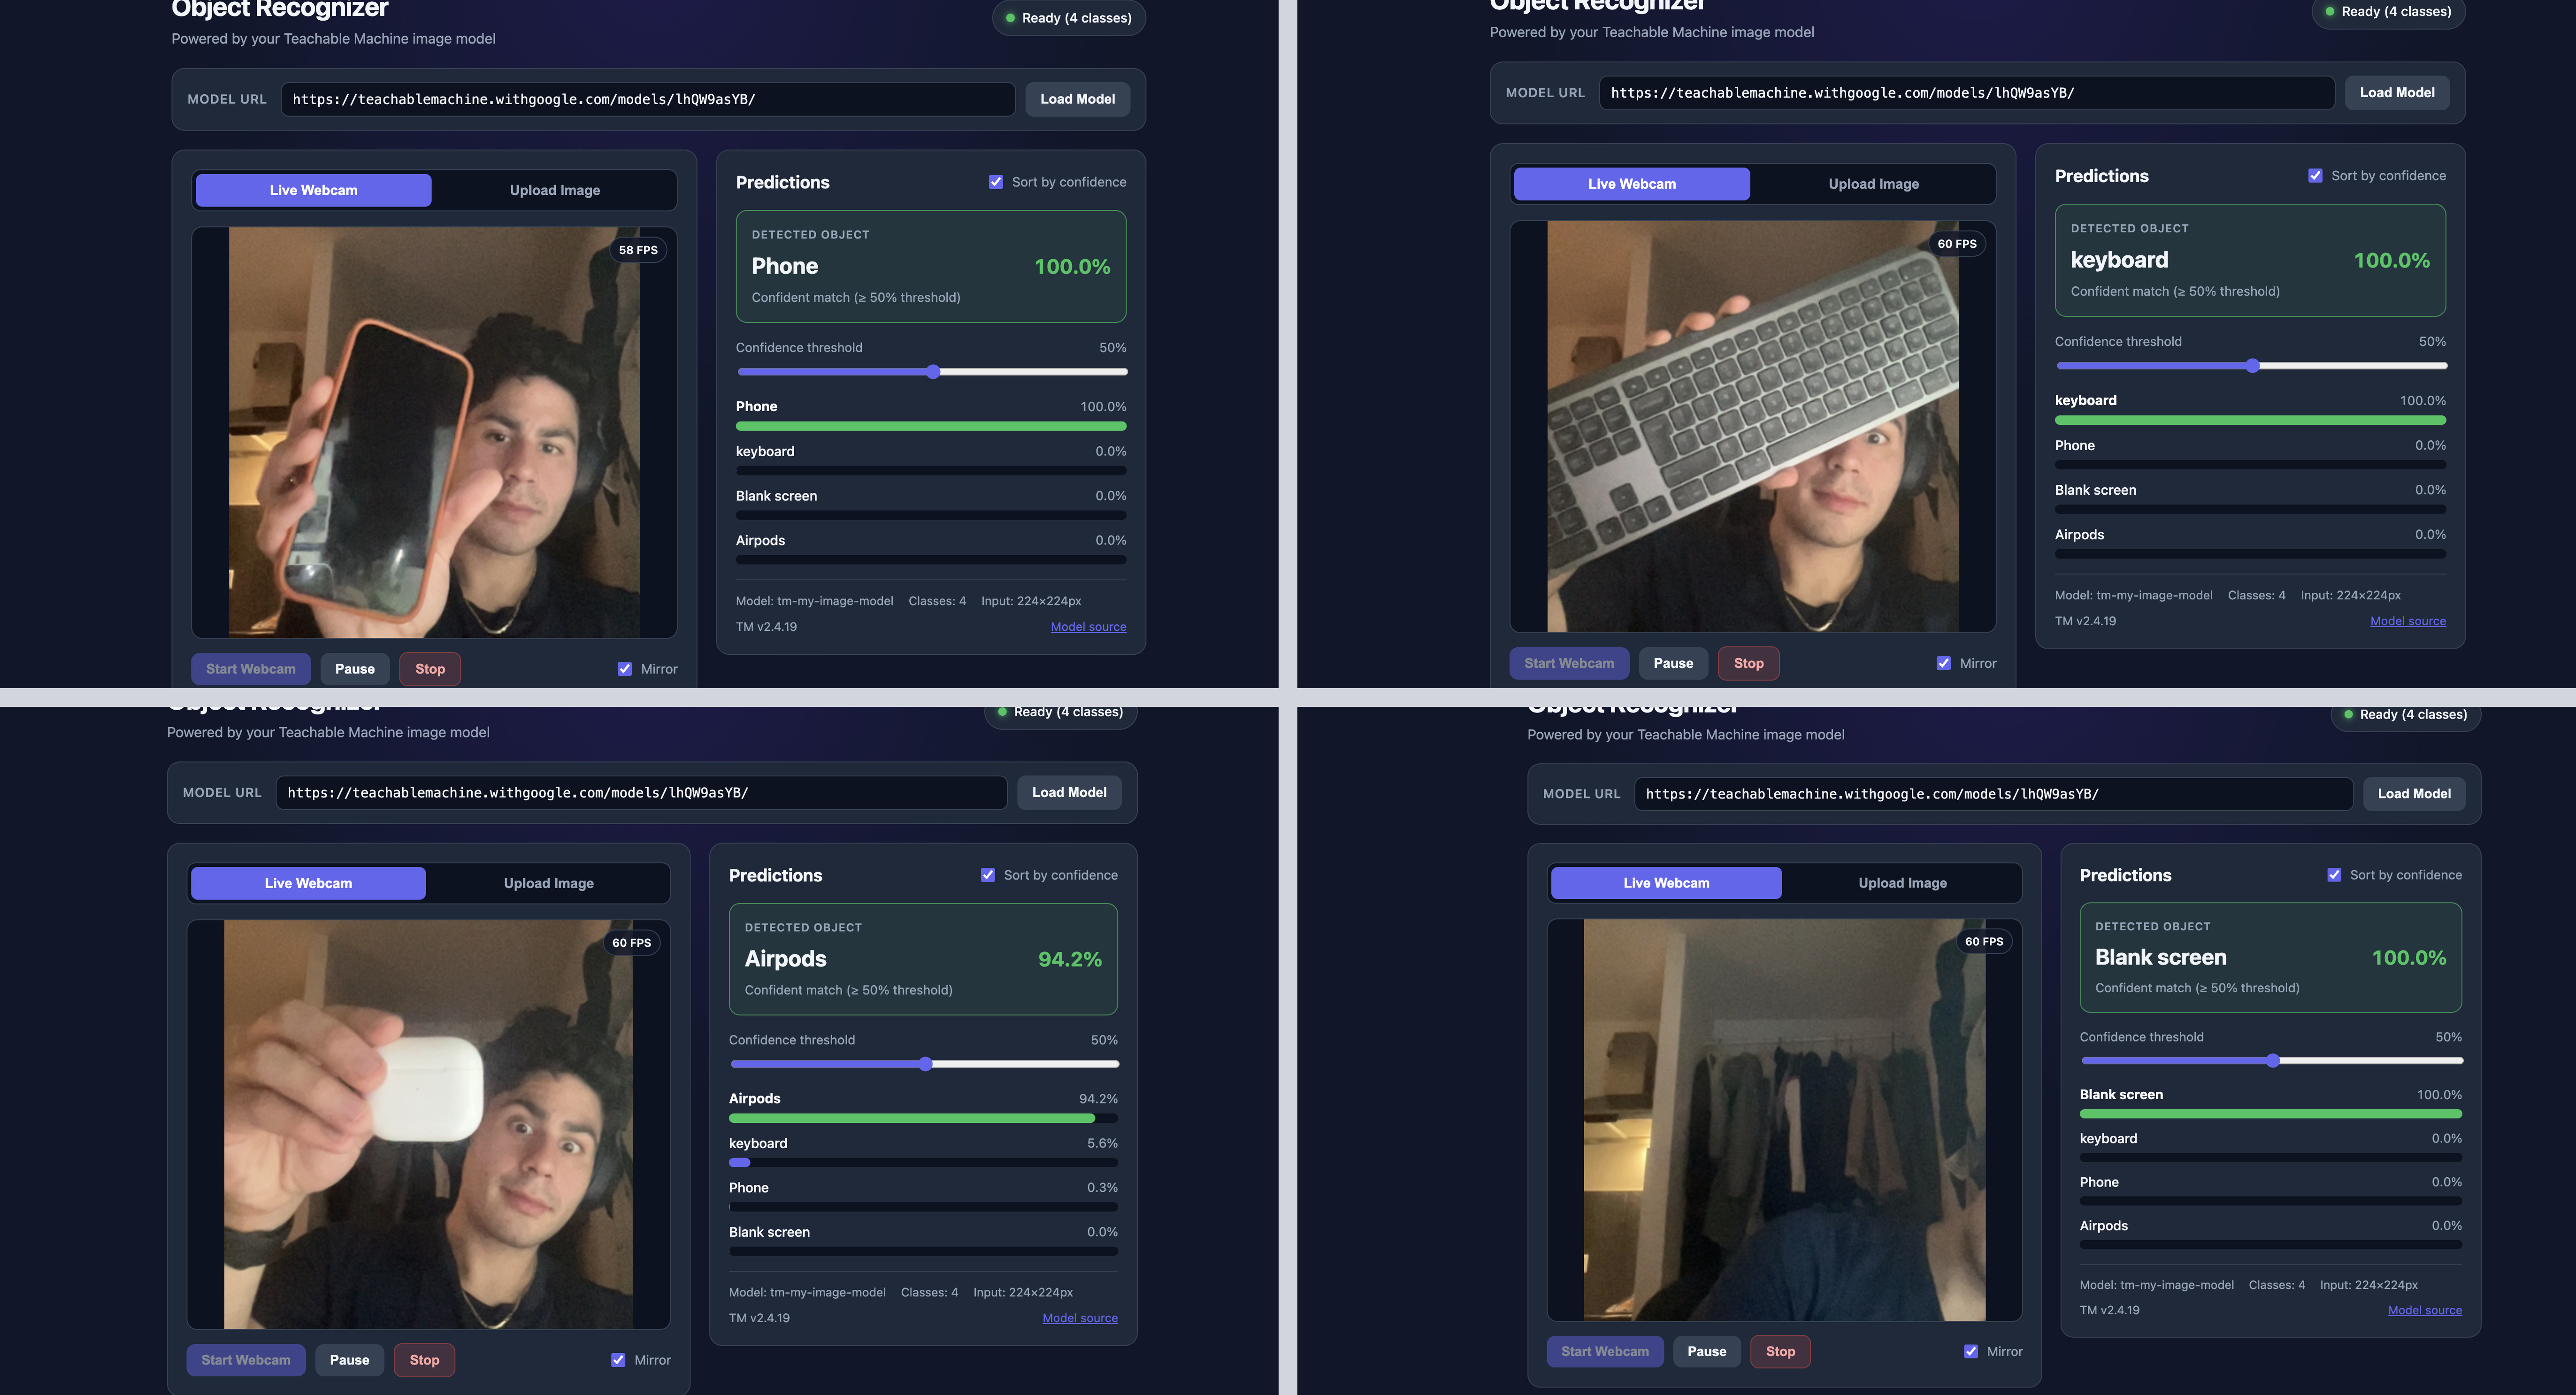 Object Recognizer
Ready (4 classes)
Powered by your Teachable Machine image model
MODEL URL
https://teachablemachine.withgoogle.com/models/lhQW9asYB/
Load Model
Live Webcam
Upload Image
58 FPS
Predictions
Sort by confidence
DETECTED OBJECT
Phone
100.0%
Confident match (≥ 50% threshold)
Confidence threshold
50%
Phone
100.0%
keyboard
0.0%
Blank screen
0.0%
Airpods
0.0%
Model: tm-my-image-model
Classes: 4
Input: 224×224px
TM v2.4.19
Model source
Start Webcam
Pause
Stop
Mirror
Object Recognizer
Ready (4 classes)
Powered by your Teachable Machine image model
MODEL URL
https://teachablemachine.withgoogle.com/models/lhQW9asYB/
Load Model
Live Webcam
Upload Image
60 FPS
Predictions
Sort by confidence
DETECTED OBJECT
keyboard
100.0%
Confident match (≥ 50% threshold)
Confidence threshold
50%
keyboard
100.0%
Phone
0.0%
Blank screen
0.0%
Airpods
0.0%
Model: tm-my-image-model
Classes: 4
Input: 224×224px
TM v2.4.19
Model source
Start Webcam
Pause
Stop
Mirror
Object Recognizer
Ready (4 classes)
Powered by your Teachable Machine image model
MODEL URL
https://teachablemachine.withgoogle.com/models/lhQW9asYB/
Load Model
Live Webcam
Upload Image
60 FPS
Predictions
Sort by confidence
DETECTED OBJECT
Airpods
94.2%
Confident match (≥ 50% threshold)
Confidence threshold
50%
Airpods
94.2%
keyboard
5.6%
Phone
0.3%
Blank screen
0.0%
Model: tm-my-image-model
Classes: 4
Input: 224×224px
TM v2.4.19
Model source
Start Webcam
Pause
Stop
Mirror
Object Recognizer
Ready (4 classes)
Powered by your Teachable Machine image model
MODEL URL
https://teachablemachine.withgoogle.com/models/lhQW9asYB/
Load Model
Live Webcam
Upload Image
60 FPS
Predictions
Sort by confidence
DETECTED OBJECT
Blank screen
100.0%
Confident match (≥ 50% threshold)
Confidence threshold
50%
Blank screen
100.0%
keyboard
0.0%
Phone
0.0%
Airpods
0.0%
Model: tm-my-image-model
Classes: 4
Input: 224×224px
TM v2.4.19
Model source
Start Webcam
Pause
Stop
Mirror